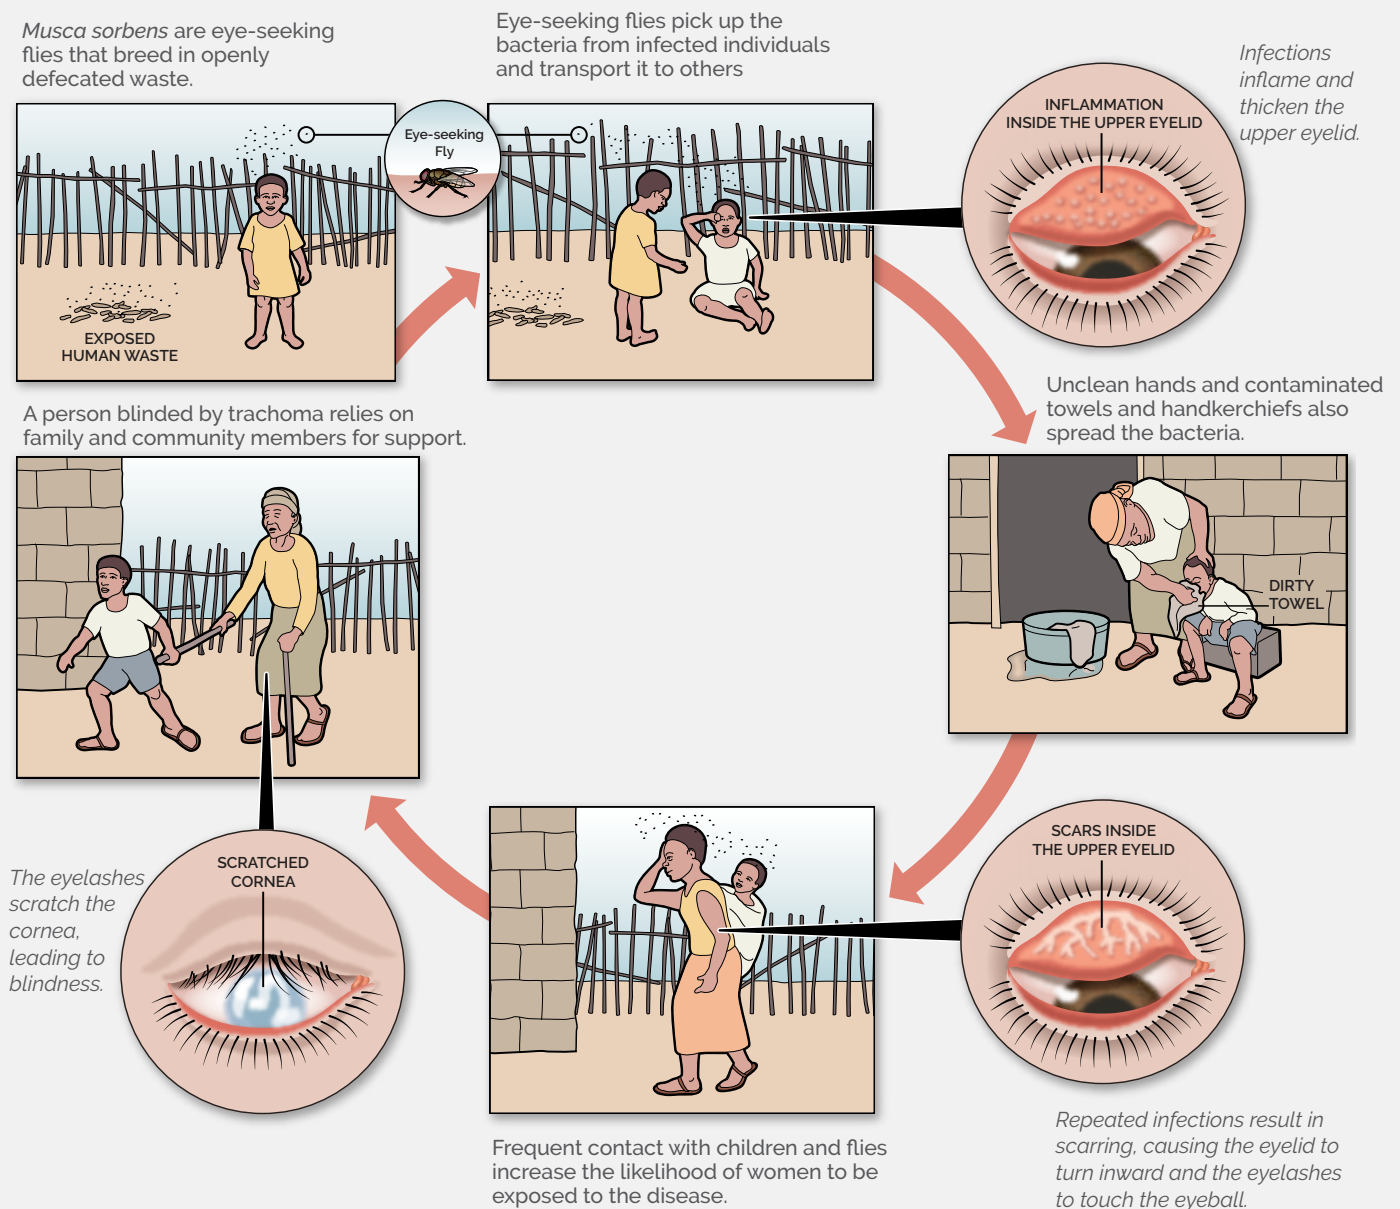 Musca sorbens are eye-seeking
flies that breed in openly
defecated waste.
Eye-seeking flies pick up the
bacteria from infected individuals
and transport it to others
Infections
inflame and
thicken the
upper eyelid.
INFLAMMATION
INSIDE THE UPPER EYELID
Eye-seeking
Fly
EXPOSED
HUMAN WASTE
Unclean hands and contaminated
towels and handkerchiefs also
spread the bacteria.
DIRTY
TOWEL
A person blinded by trachoma relies on
family and community members for support.
SCARS INSIDE
THE UPPER EYELID
Repeated infections result in
scarring, causing the eyelid to
turn inward and the eyelashes
to touch the eyeball.
Frequent contact with children and flies
increase the likelihood of women to be
exposed to the disease.
SCRATCHED
CORNEA
The eyelashes
scratch the
cornea,
leading to
blindness.